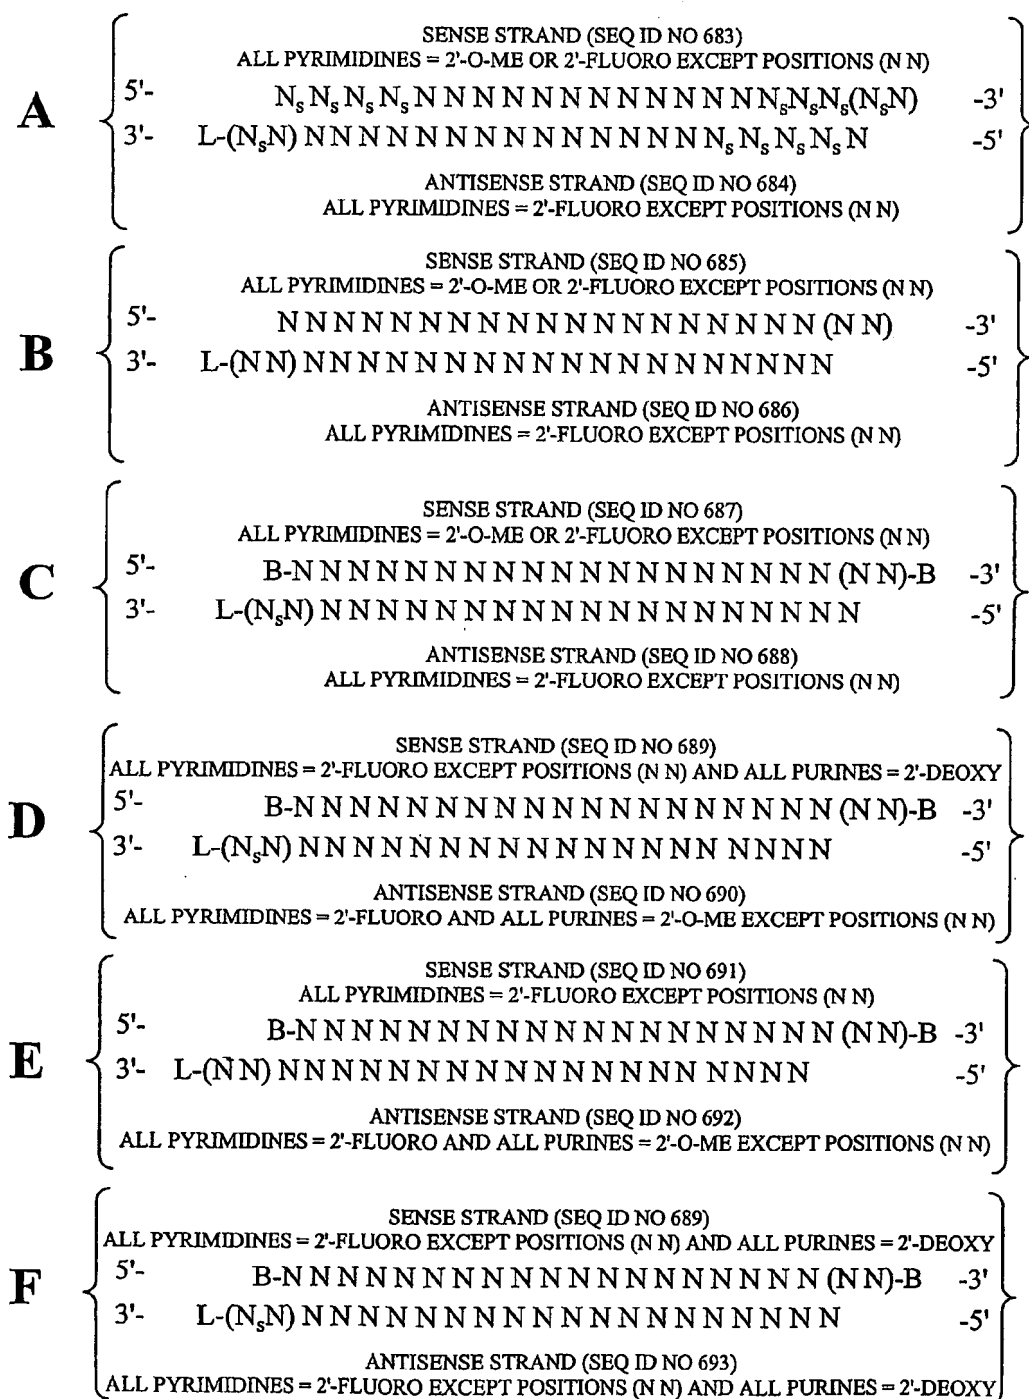 A
SENSE STRAND (SEQ ID NO 683)
ALL PYRIMIDINES = 2'-O-ME OR 2'-FLUORO EXCEPT POSITIONS (N N)
5'- NₛNₛNₛNₛN N N N N N N N N N N N NₛNₛNₛ(NₛN) -3'
3'- L-(NₛN) N N N N N N N N N N N N N N NₛNₛNₛNₛN -5'
ANTISENSE STRAND (SEQ ID NO 684)
ALL PYRIMIDINES = 2'-FLUORO EXCEPT POSITIONS (N N)
B
SENSE STRAND (SEQ ID NO 685)
ALL PYRIMIDINES = 2'-O-ME OR 2'-FLUORO EXCEPT POSITIONS (N N)
5'- N N N N N N N N N N N N N N N N N N N (N N) -3'
3'- L-(N N) N N N N N N N N N N N N N N N N N N N -5'
ANTISENSE STRAND (SEQ ID NO 686)
ALL PYRIMIDINES = 2'-FLUORO EXCEPT POSITIONS (N N)
C
SENSE STRAND (SEQ ID NO 687)
ALL PYRIMIDINES = 2'-O-ME OR 2'-FLUORO EXCEPT POSITIONS (N N)
5'- B-N N N N N N N N N N N N N N N N N N N (N N)-B -3'
3'- L-(NₛN) N N N N N N N N N N N N N N N N N N N -5'
ANTISENSE STRAND (SEQ ID NO 688)
ALL PYRIMIDINES = 2'-FLUORO EXCEPT POSITIONS (N N)
D
SENSE STRAND (SEQ ID NO 689)
ALL PYRIMIDINES = 2'-FLUORO EXCEPT POSITIONS (N N) AND ALL PURINES = 2'-DEOXY
5'- B-N N N N N N N N N N N N N N N N N N N (N N)-B -3'
3'- L-(NₛN) N N N N N N N N N N N N N N N N N N N -5'
ANTISENSE STRAND (SEQ ID NO 690)
ALL PYRIMIDINES = 2'-FLUORO AND ALL PURINES = 2'-O-ME EXCEPT POSITIONS (N N)
E
SENSE STRAND (SEQ ID NO 691)
ALL PYRIMIDINES = 2'-FLUORO EXCEPT POSITIONS (N N)
5'- B-N N N N N N N N N N N N N N N N N N N (N N)-B -3'
3'- L-(N N) N N N N N N N N N N N N N N N N N N N -5'
ANTISENSE STRAND (SEQ ID NO 692)
ALL PYRIMIDINES = 2'-FLUORO AND ALL PURINES = 2'-O-ME EXCEPT POSITIONS (N N)
F
SENSE STRAND (SEQ ID NO 689)
ALL PYRIMIDINES = 2'-FLUORO EXCEPT POSITIONS (N N) AND ALL PURINES = 2'-DEOXY
5'- B-N N N N N N N N N N N N N N N N N N N (N N)-B -3'
3'- L-(NₛN) N N N N N N N N N N N N N N N N N N N -5'
ANTISENSE STRAND (SEQ ID NO 693)
ALL PYRIMIDINES = 2'-FLUORO EXCEPT POSITIONS (N N) AND ALL PURINES = 2'-DEOXY